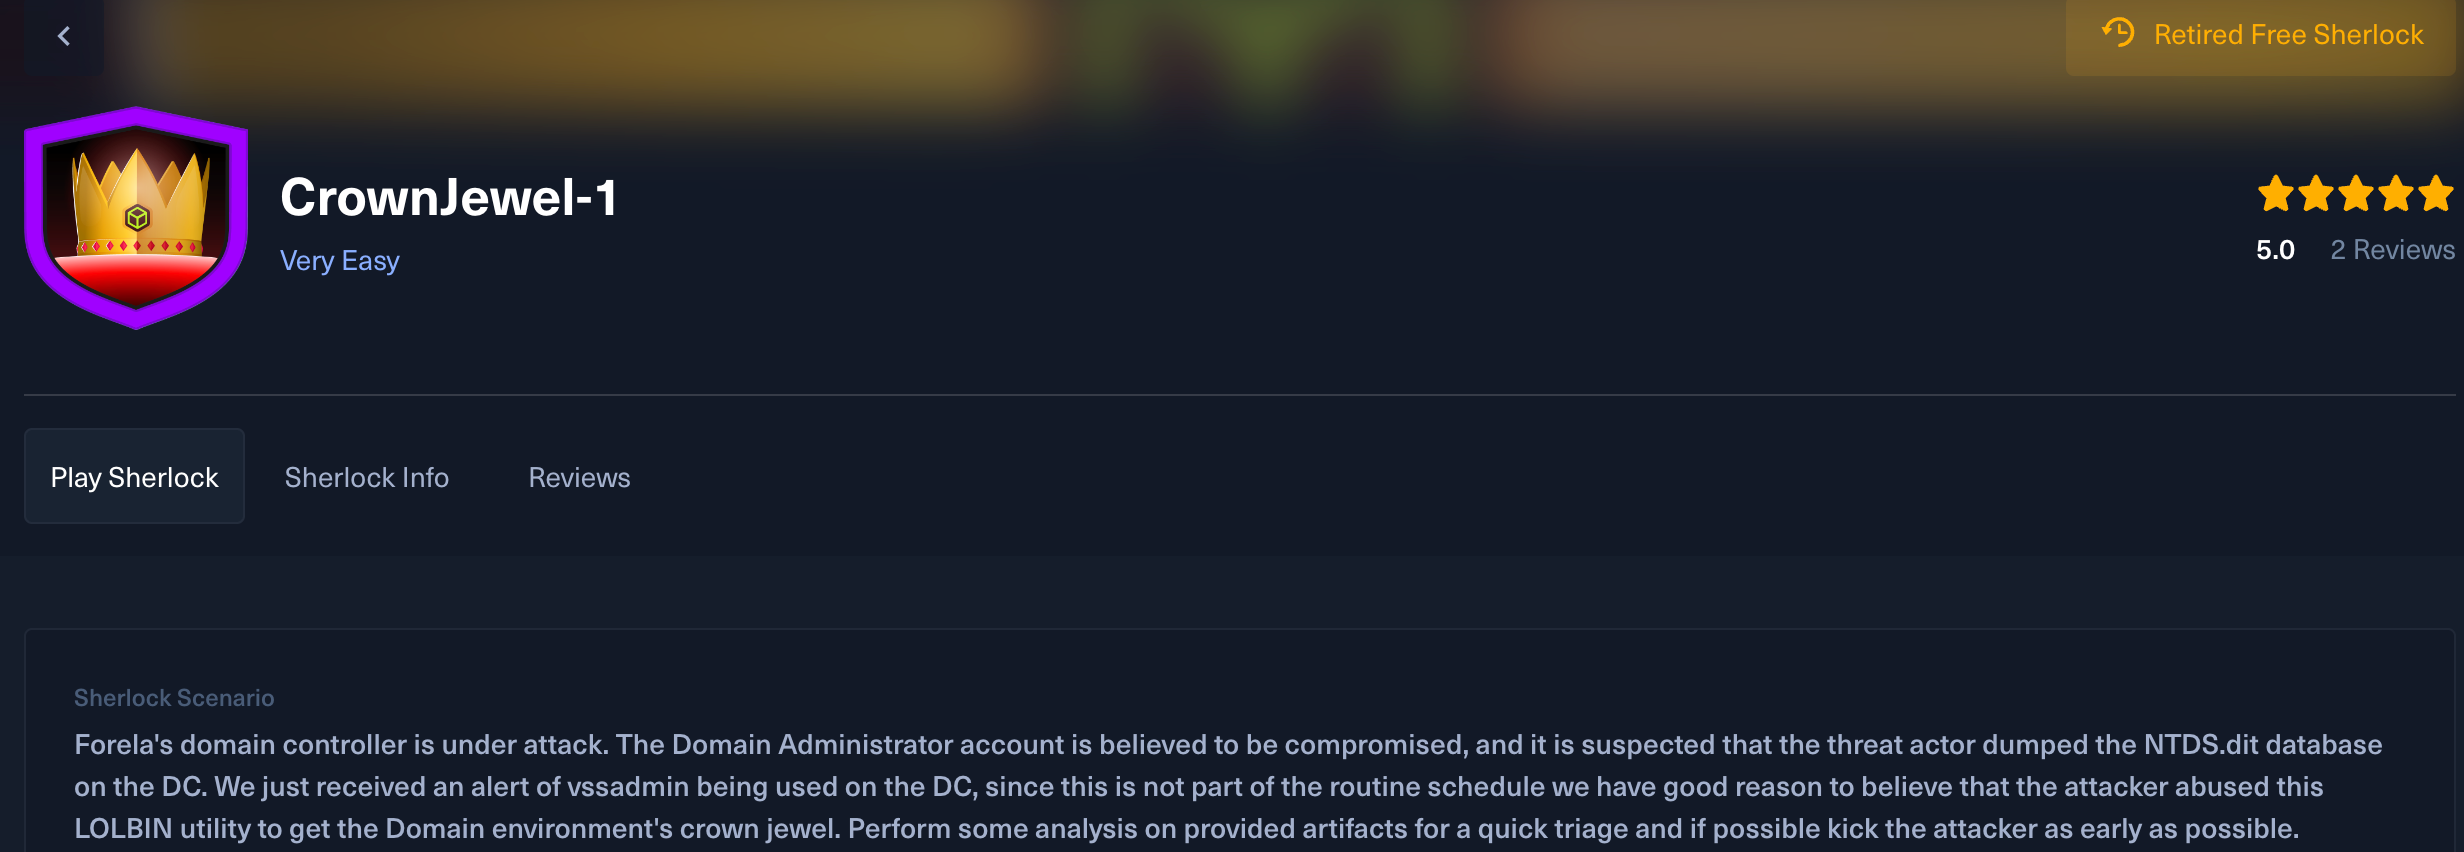 Retired Free Sherlock
CrownJewel-1
Very Easy
5.0 2 Reviews
Play Sherlock Sherlock Info Reviews
Sherlock Scenario
Forela's domain controller is under attack. The Domain Administrator account is believed to be compromised, and it is suspected that the threat actor dumped the NTDS.dit database
on the DC. We just received an alert of vssadmin being used on the DC, since this is not part of the routine schedule we have good reason to believe that the attacker abused this
LOLBIN utility to get the Domain environment's crown jewel. Perform some analysis on provided artifacts for a quick triage and if possible kick the attacker as early as possible.